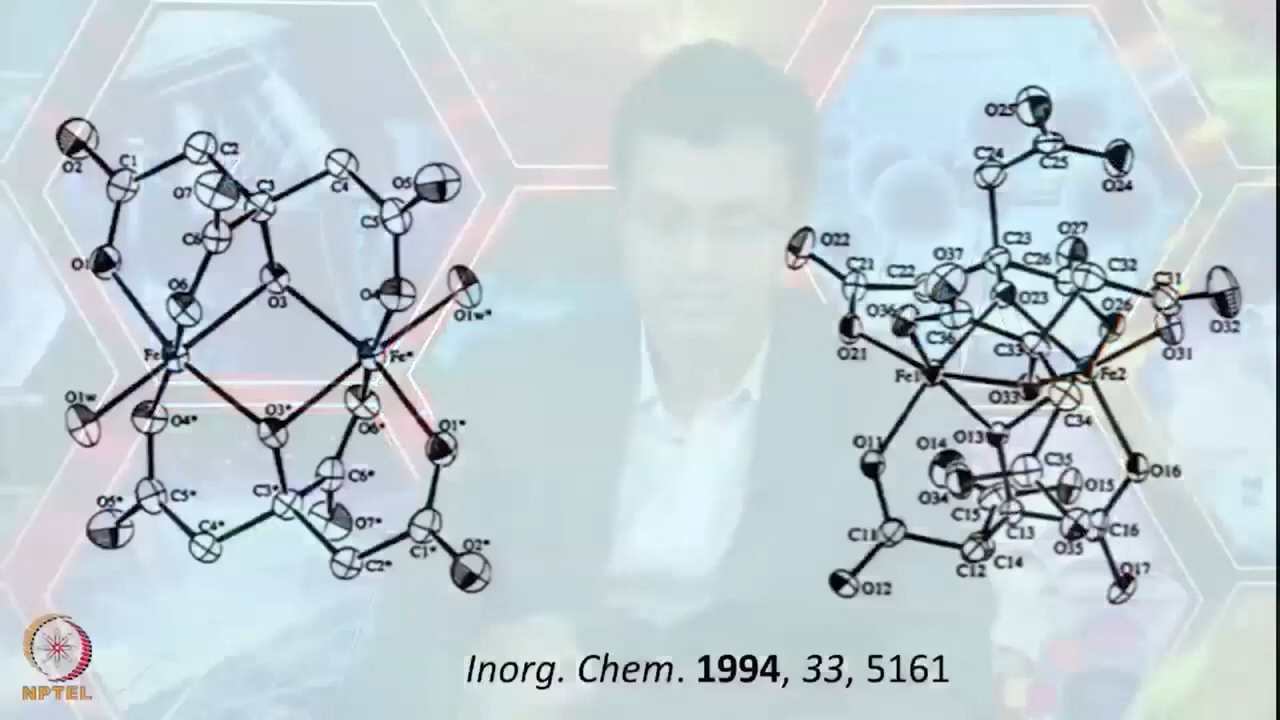 O2
C1
C2
O7
C3
C4
O5
C5
C6
O1
O6
O3
O1w*
Fe*
O1w
O4*
O3*
O6*
O1*
O5*
C5*
C3*
C6*
O7*
C4*
C2*
C1*
O2*
O25
C24
C25
O24
O22
C21
C22
O37
C23
C26
O27
C32
C31
O32
O36
C36
O23
O26
O31
O21
C33
Fe1
Fe2
O33
C34
O11
O14
O13
O34
C35
O15
O16
C15
C11
C13
O35
C16
C12
C14
O12
O17
Inorg. Chem. 1994, 33, 5161
NPTEL